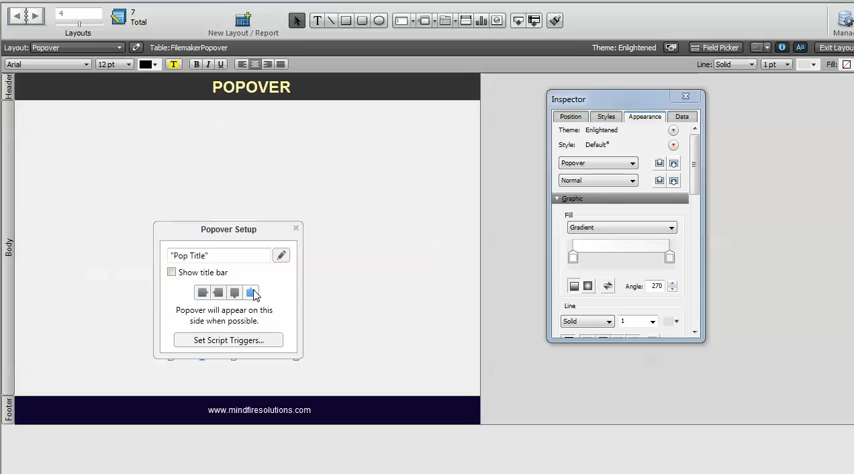 4
7
Total
Layouts
New Layout / Report
Manag
Layout: Popover
Table: FilemakerPopover
Theme: Enlightened
Field Picker
Aa
Exit Layou
Arial
12 pt
T
B I U
Line: Solid
1 pt
Fill:
Header
POPOVER
Body
Popover Setup
"Pop Title"
Show title bar
Popover will appear on this
side when possible.
Set Script Triggers...
Inspector
Position Styles Appearance Data
Theme: Enlightened
Style: Default*
Popover
Normal
Graphic
Fill
Gradient
Angle: 270
Line
Solid
1
Footer
www.mindfiresolutions.com